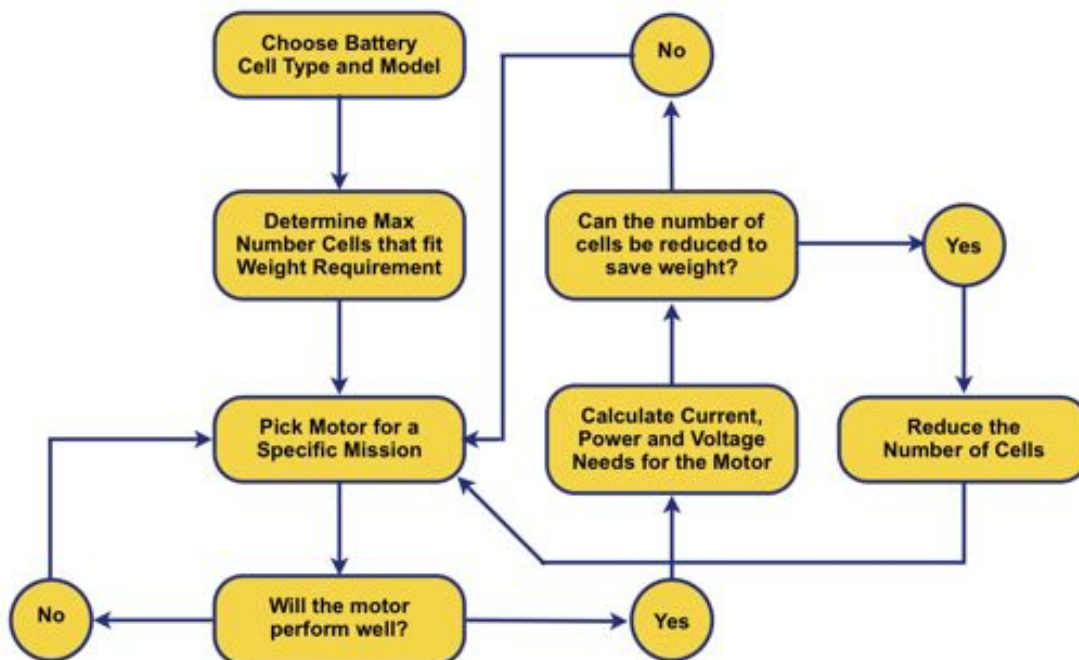 Choose Battery
Cell Type and Model
No
Determine Max
Number Cells that fit
Weight Requirement
Can the number of
cells be reduced to
save weight?
Yes
Pick Motor for a
Specific Mission
Calculate Current,
Power and Voltage
Needs for the Motor
Reduce the
Number of Cells
No
Will the motor
perform well?
Yes